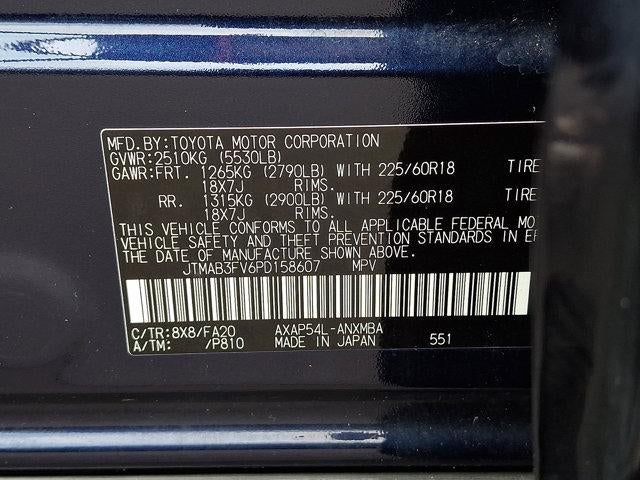 MFD.BY:TOYOTA MOTOR CORPORATION
GVWR:2510KG (5530LB)
GAWR:FRT. 1265KG (2790LB) WITH 225/60R18 TIRE
18X7J RIMS.
RR. 1315KG (2900LB) WITH 225/60R18 TIRE
18X7J RIMS.
THIS VEHICLE CONFORMS TO ALL APPLICABLE FEDERAL MO
VEHICLE SAFETY AND THEFT PREVENTION STANDARDS IN EF
THE DATE OF MANUFACTURE SHOWN ABOVE.
JTMAB3FV6PD158607 MPV
C/TR:8X8/FA20 AXAP54L-ANXMBA
A/TM: /P810 MADE IN JAPAN 551